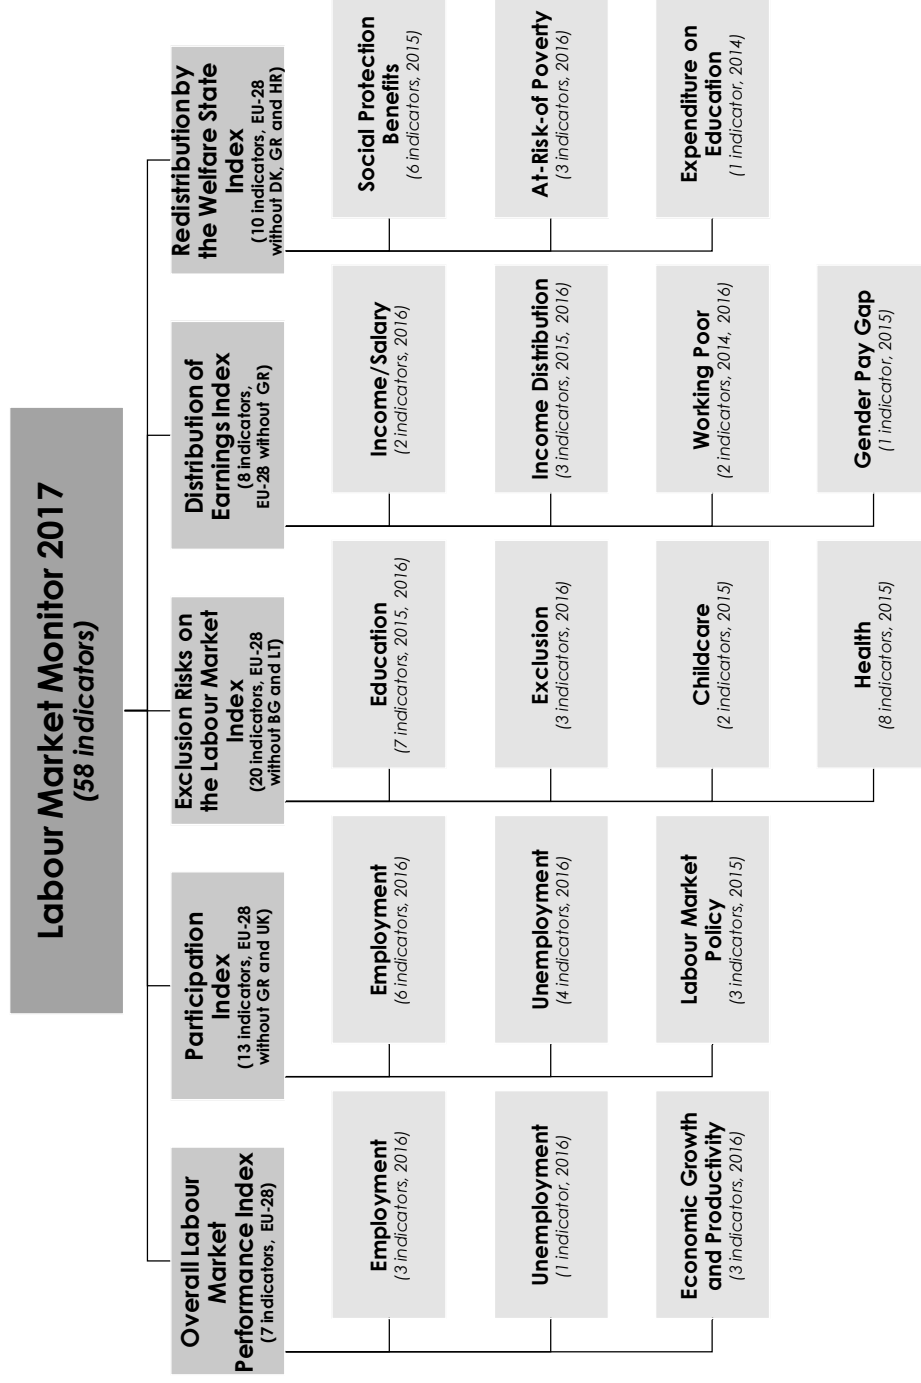 Labour Market Monitor 2017
(58 indicators)
Overall Labour
Market
Performance Index
(7 indicators, EU-28)
Employment
(3 indicators, 2016)
Unemployment
(1 indicator, 2016)
Economic Growth
and Productivity
(3 indicators, 2016)
Participation
Index
(13 indicators, EU-28
without GR and UK)
Employment
(6 indicators, 2016)
Unemployment
(4 indicators, 2016)
Labour Market
Policy
(3 indicators, 2015)
Exclusion Risks on
the Labour Market
Index
(20 indicators, EU-28
without BG and LT)
Education
(7 indicators, 2015, 2016)
Exclusion
(3 indicators, 2016)
Childcare
(2 indicators, 2015)
Health
(8 indicators, 2015)
Distribution of
Earnings Index
(8 indicators,
EU-28 without GR)
Income/Salary
(2 indicators, 2016)
Income Distribution
(3 indicators, 2015, 2016)
Working Poor
(2 indicators, 2014, 2016)
Gender Pay Gap
(1 indicator, 2015)
Redistribution by
the Welfare State
Index
(10 indicators, EU-28
without DK, GR and HR)
Social Protection
Benefits
(6 indicators, 2015)
At-Risk-of Poverty
(3 indicators, 2016)
Expenditure on
Education
(1 indicator, 2014)